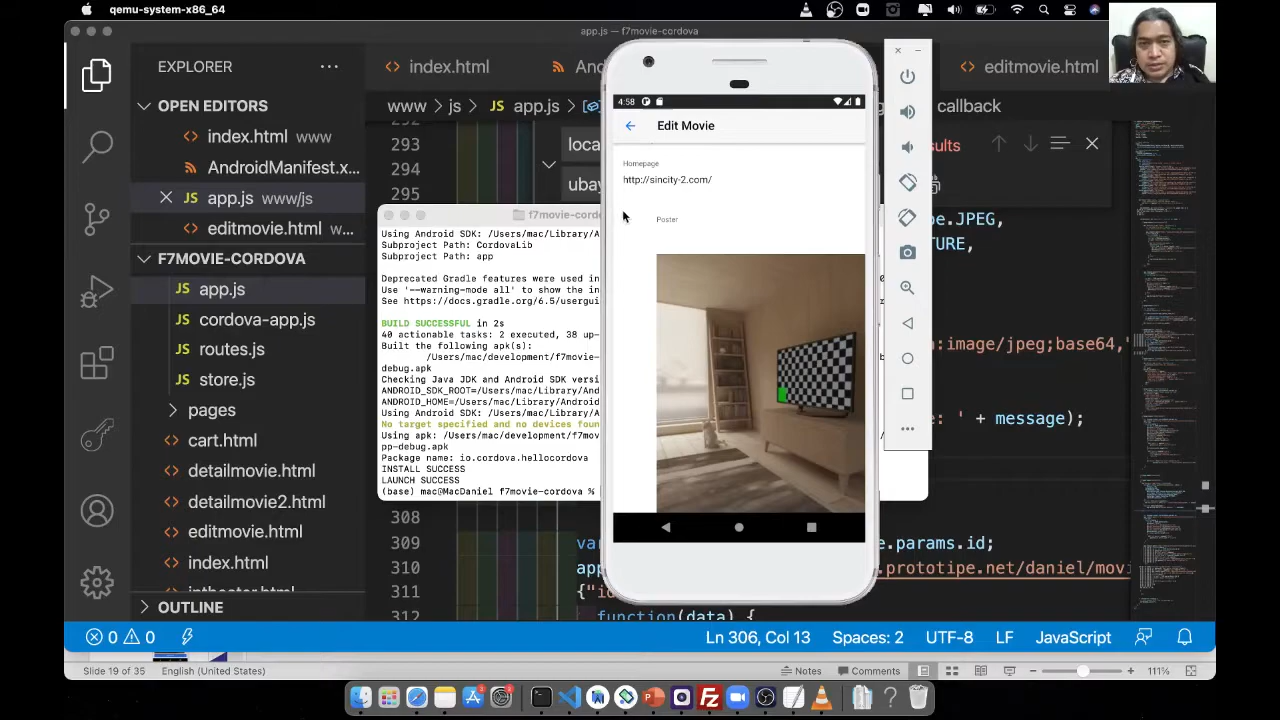 qemu-system-x86_64
app.js — f7movie-cordova
EXPLORER
OPEN EDITORS
index.html www
AndroidManifest.x...
app.js www/js
editmovie.html w...
F7MOVIE-CORDOVA
app.js
cordova-app.js
routes.js
store.js
pages
cart.html
detailmovie.html
detailmovie2.html
editmovie.html
index.html
OUTLINE
index.html
editmovie.html
www > js > JS app.js >
callback
293
294
295
loca
ubay
f7movie-cordo
Using Android SDK: /Users/mac/Library/A
Subproject Path: CordovaLib
Subproject Path: app
Deprecated Gradle features were used in
Use '--warning-mode all' to show the in
See https://docs.gradle.org/6.5/usergui
BUILD SUCCESSFUL in 2s
40 actionable tasks: 2 executed, 38 up-
Built the following apk(s):
/Users/mac/development/f7movie-
debug.apk
Checking Java JDK and Android SDK versi
ANDROID_SDK_ROOT=/Users/mac/Library/And
ANDROID_HOME=/Users/mac/Library/Android
Using Android SDK: /Users/mac/Library/A
No target specified and no devices foun
Using apk: /Users/mac/development/f7mov
pp-debug.apk
Package name: io.cordova.hellocordova
INSTALL SUCCESS
LAUNCH SUCCESS
(base) mac@MacDaniel f7movie-cordova %
4:58
Edit Movie
Homepage
http://sincity-2.com/
Poster
pe.JPEG,
TURE,
:image/jpeg;base64,"
: ' + message);
308
309
310
311
312
var
e.params.id;
app
.prototipe.net/daniel/movi
{"id
function(data) {
0 0
Ln 306, Col 13
Spaces: 2
UTF-8
LF
JavaScript
Slide 19 of 35
English (United States)
Notes
Comments
111%